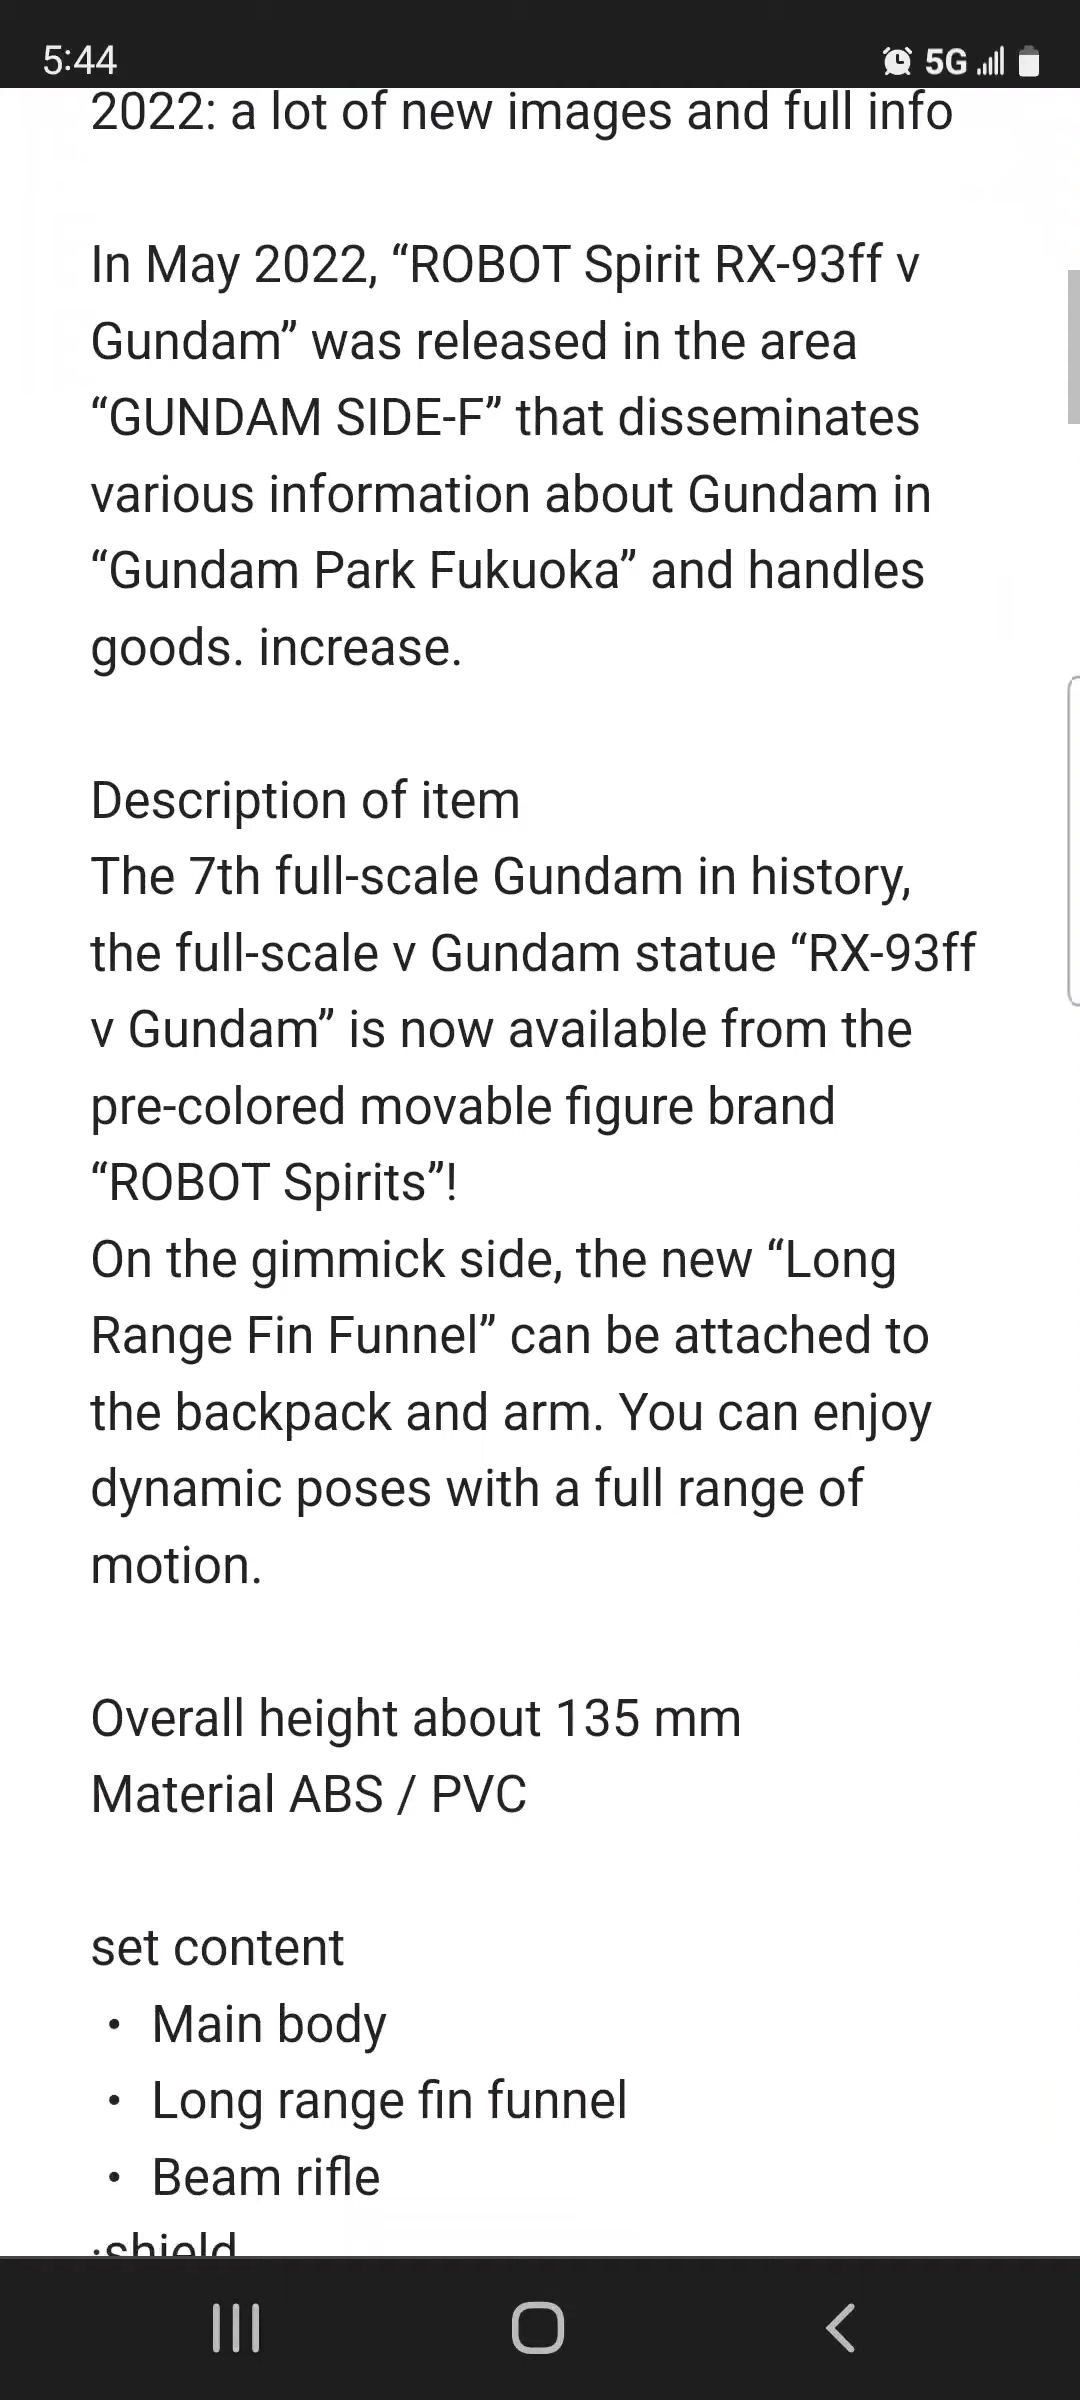 5:44
5G
2022: a lot of new images and full info
In May 2022, “ROBOT Spirit RX-93ff v
Gundam” was released in the area
“GUNDAM SIDE-F” that disseminates
various information about Gundam in
“Gundam Park Fukuoka” and handles
goods. increase.
Description of item
The 7th full-scale Gundam in history,
the full-scale v Gundam statue “RX-93ff
v Gundam” is now available from the
pre-colored movable figure brand
“ROBOT Spirits”!
On the gimmick side, the new “Long
Range Fin Funnel” can be attached to
the backpack and arm. You can enjoy
dynamic poses with a full range of
motion.
Overall height about 135 mm
Material ABS / PVC
set content
・ Main body
・ Long range fin funnel
・ Beam rifle
·shield